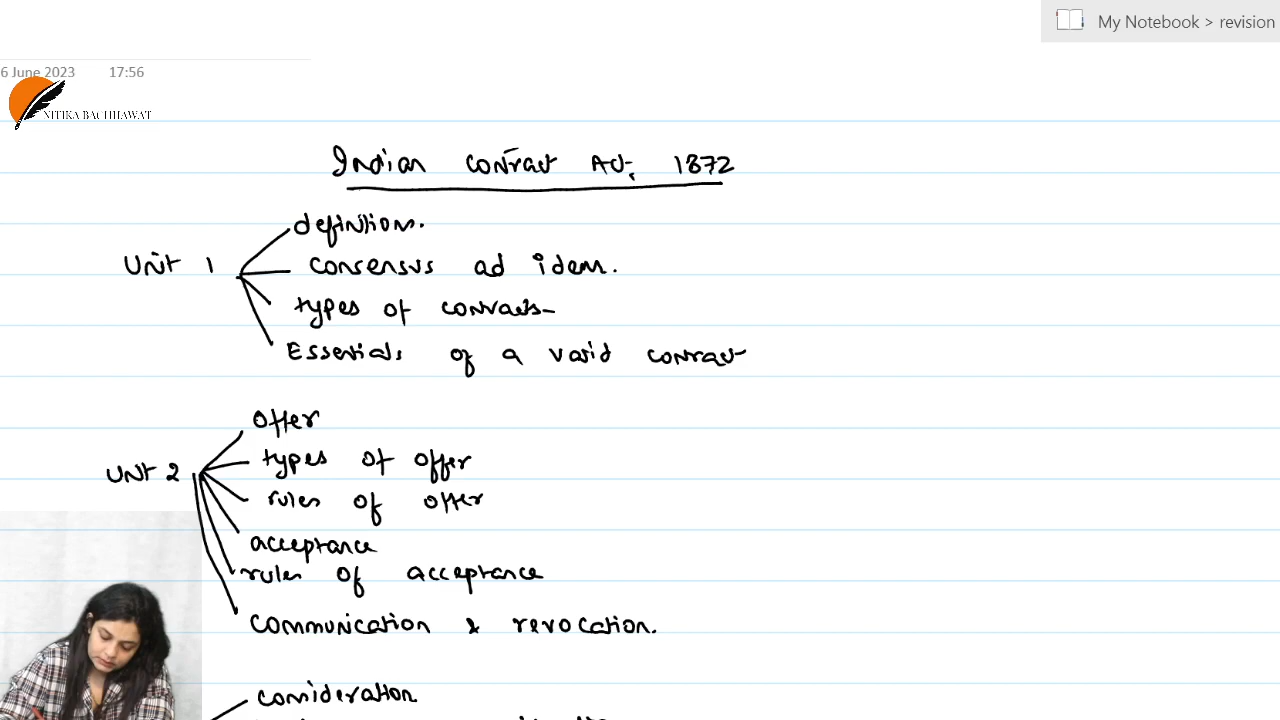 My Notebook > revision
6 June 2023 17:56
NITIKA BACHHAWAT
Indian Contract Act, 1872
Unit 1
definitions.
consensus ad idem.
types of contracts
Essentials of a valid contract
Unit 2
Offer
types of offer
rules of offer
acceptance
rules of acceptance
communication & revocation.
consideration